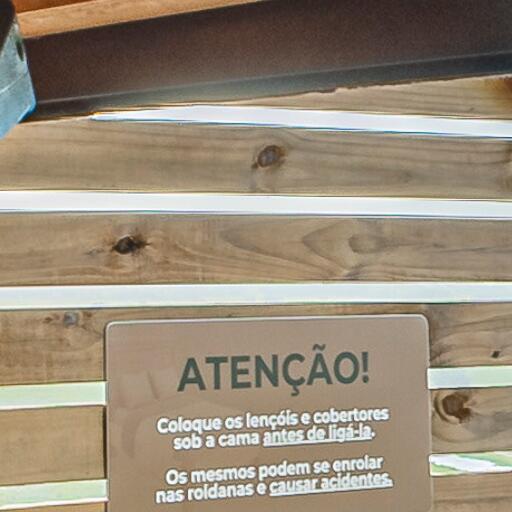 ATENÇÃO!
Coloque os lençóis e cobertores
sob a cama antes de ligá-la.
Os mesmos podem se enrolar
nas roldanas e causar acidentes.